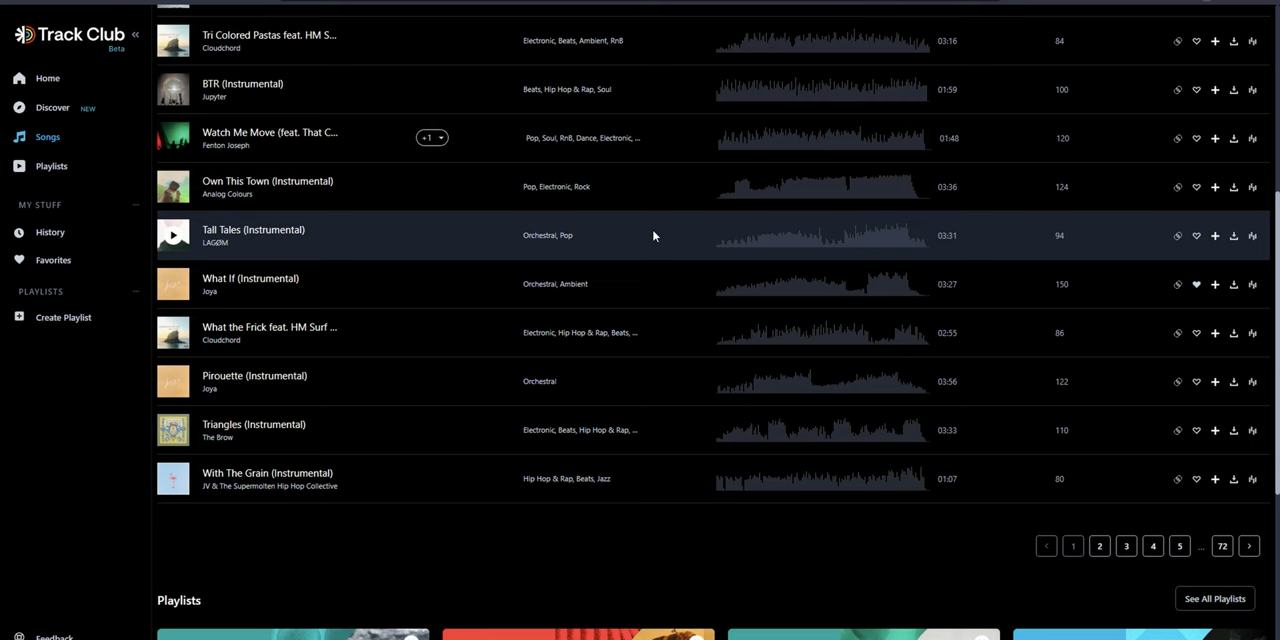 Track Club
Beta
Home
Discover NEW
Songs
Playlists
MY STUFF
History
Favorites
PLAYLISTS
Create Playlist
Feedback
Tri Colored Pastas feat. HM S...
Cloudchord
Electronic, Beats, Ambient, RnB
03:16
84
BTR (Instrumental)
Jupyter
Beats, Hip Hop & Rap, Soul
01:59
100
Watch Me Move (feat. That C...
Fenton Joseph
+1
Pop, Soul, RnB, Dance, Electronic, ...
01:48
120
Own This Town (Instrumental)
Analog Colours
Pop, Electronic, Rock
03:36
124
Tall Tales (Instrumental)
LAGØM
Orchestral, Pop
03:31
94
What If (Instrumental)
Joya
Orchestral, Ambient
03:27
150
What the Frick feat. HM Surf ...
Cloudchord
Electronic, Hip Hop & Rap, Beats, ...
02:55
86
Pirouette (Instrumental)
Joya
Orchestral
03:56
122
Triangles (Instrumental)
The Brow
Electronic, Beats, Hip Hop & Rap, ...
03:33
110
With The Grain (Instrumental)
JV & The Supermolten Hip Hop Collective
Hip Hop & Rap, Beats, Jazz
01:07
80
1 2 3 4 5 ... 72
Playlists
See All Playlists